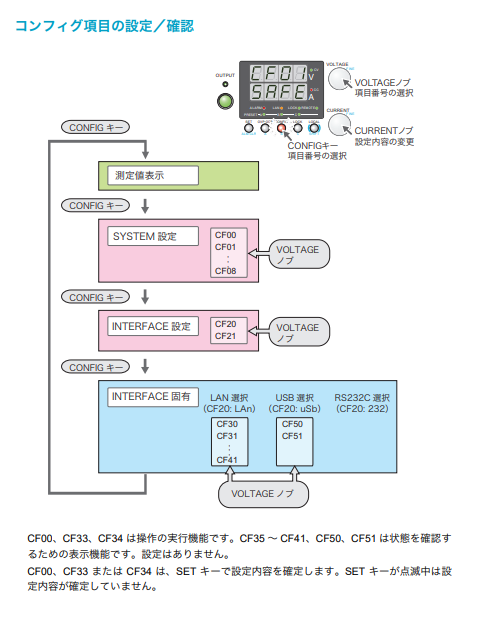 コンフィグ項目の設定／確認
OUTPUT
CF01
V
SAFE
A
VOLTAGE
VOLTAGEノブ
項目番号の選択
CURRENT
CURRENTノブ
設定内容の変更
CONFIGキー
項目番号の選択
CONFIG キー
測定値表示
CONFIG キー
SYSTEM 設定
CF00
CF01
:
:
CF08
VOLTAGE
ノブ
CONFIG キー
INTERFACE 設定
CF20
CF21
VOLTAGE
ノブ
CONFIG キー
INTERFACE 固有
LAN 選択
（CF20: LAn）
USB 選択
（CF20: uSb）
RS232C 選択
（CF20: 232）
CF30
CF31
:
:
CF41
CF50
CF51
VOLTAGE ノブ
CF00、CF33、CF34 は操作の実行機能です。CF35 ～ CF41、CF50、CF51 は状態を確認す
るための表示機能です。設定はありません。
CF00、CF33 または CF34 は、SET キーで設定内容を確定します。SET キーが点滅中は設
定内容が確定していません。